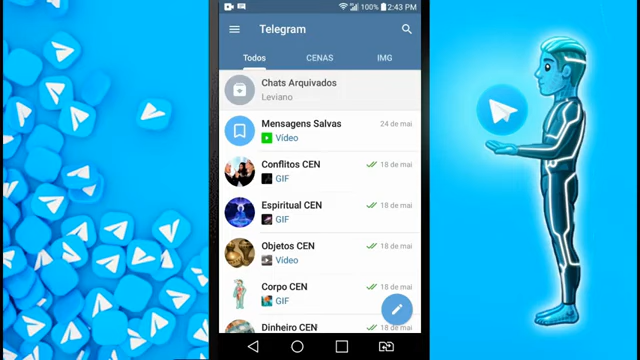 100% 2:43 PM
Telegram
Todos CENAS IMG
Chats Arquivados
Leviano
Mensagens Salvas 24 de mai
Vídeo
Conflitos CEN 18 de mai
GIF
Espiritual CEN 18 de mai
GIF
Objetos CEN 18 de mai
Vídeo
Corpo CEN 18 de mai
GIF
Dinheiro CEN 18 de mai